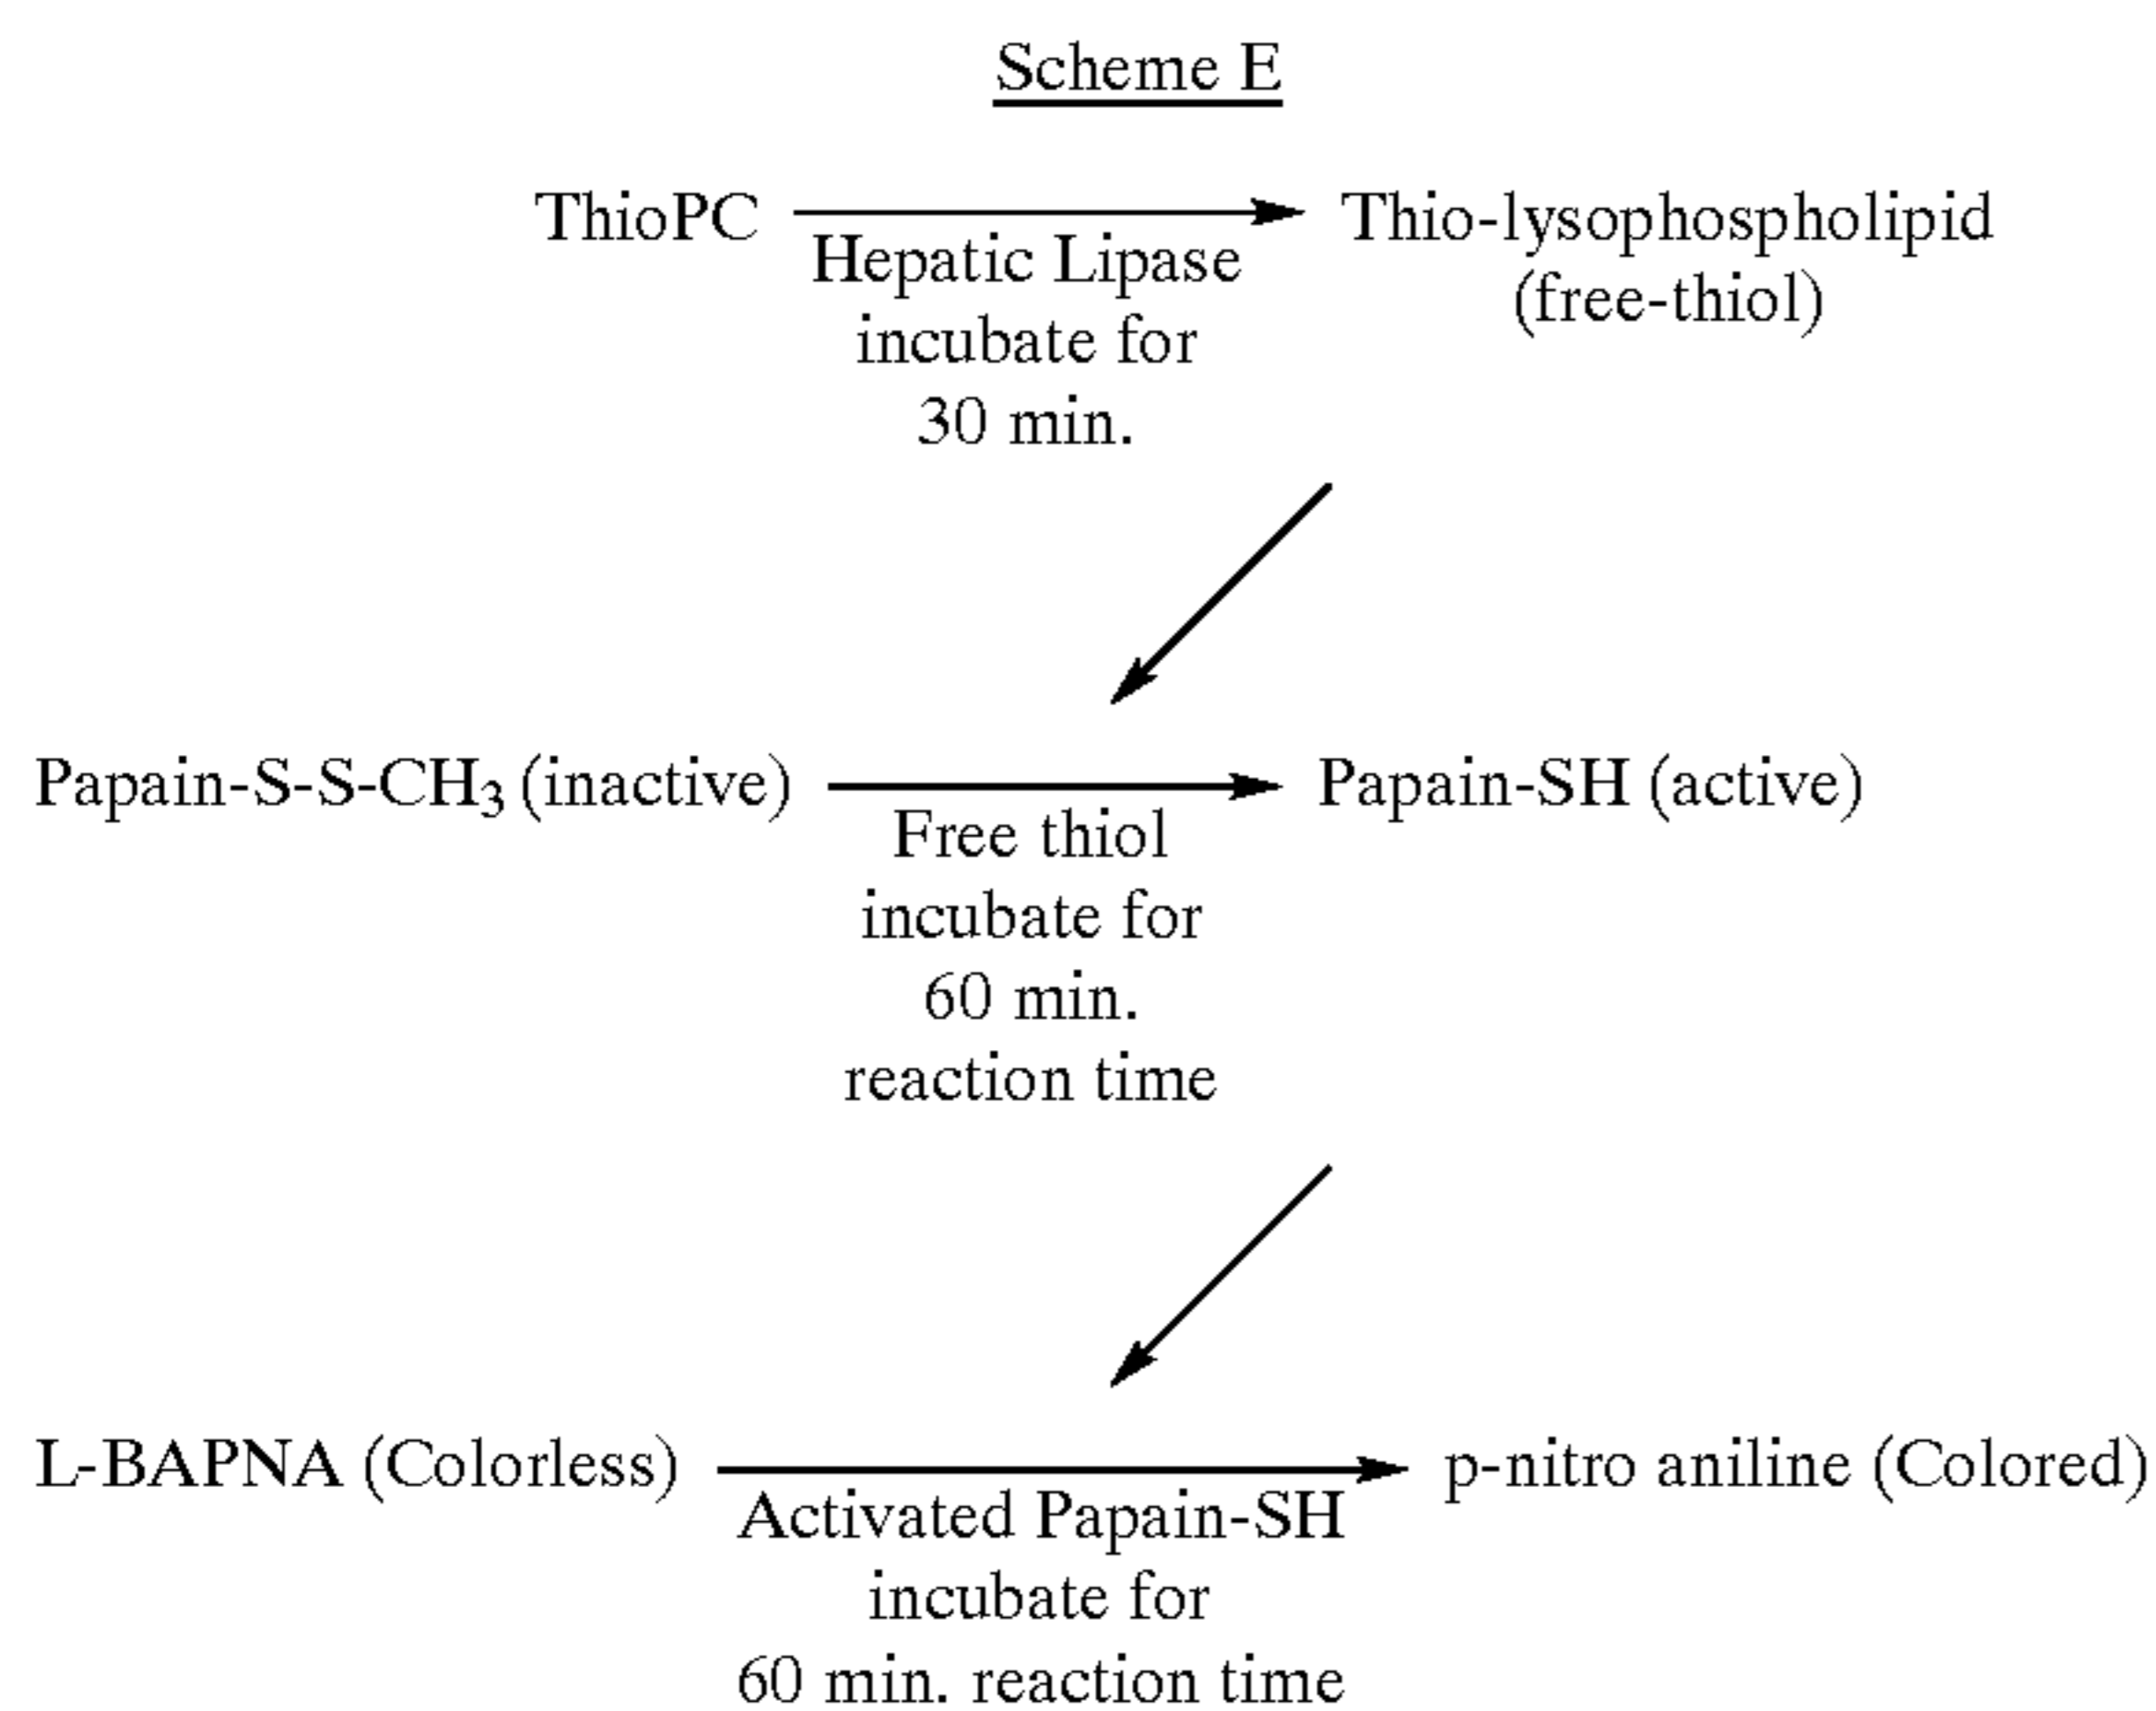 Scheme E
ThioPC
Hepatic Lipase
incubate for
30 min.
Thio-lysophospholipid
(free-thiol)
Papain-S-S-CH₃ (inactive)
Free thiol
incubate for
60 min.
reaction time
Papain-SH (active)
L-BAPNA (Colorless)
Activated Papain-SH
incubate for
60 min. reaction time
p-nitro aniline (Colored)